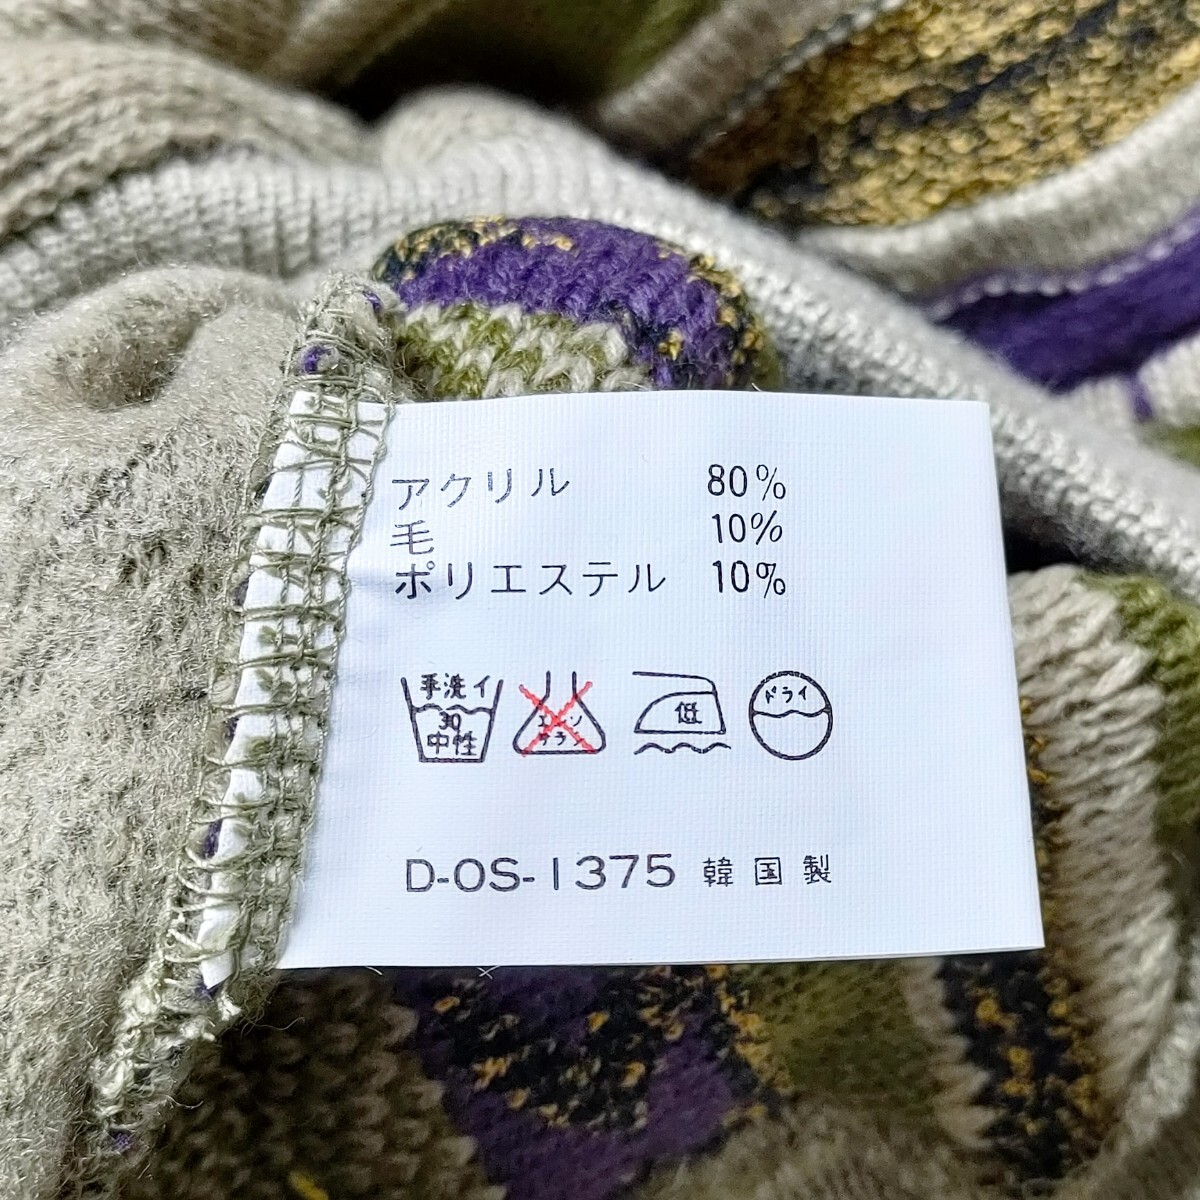 アクリル 80%
毛 10%
ポリエステル 10%
手洗イ
30
中性
エンソ
サラシ
低
ドライ
D-OS-1375 韓国製